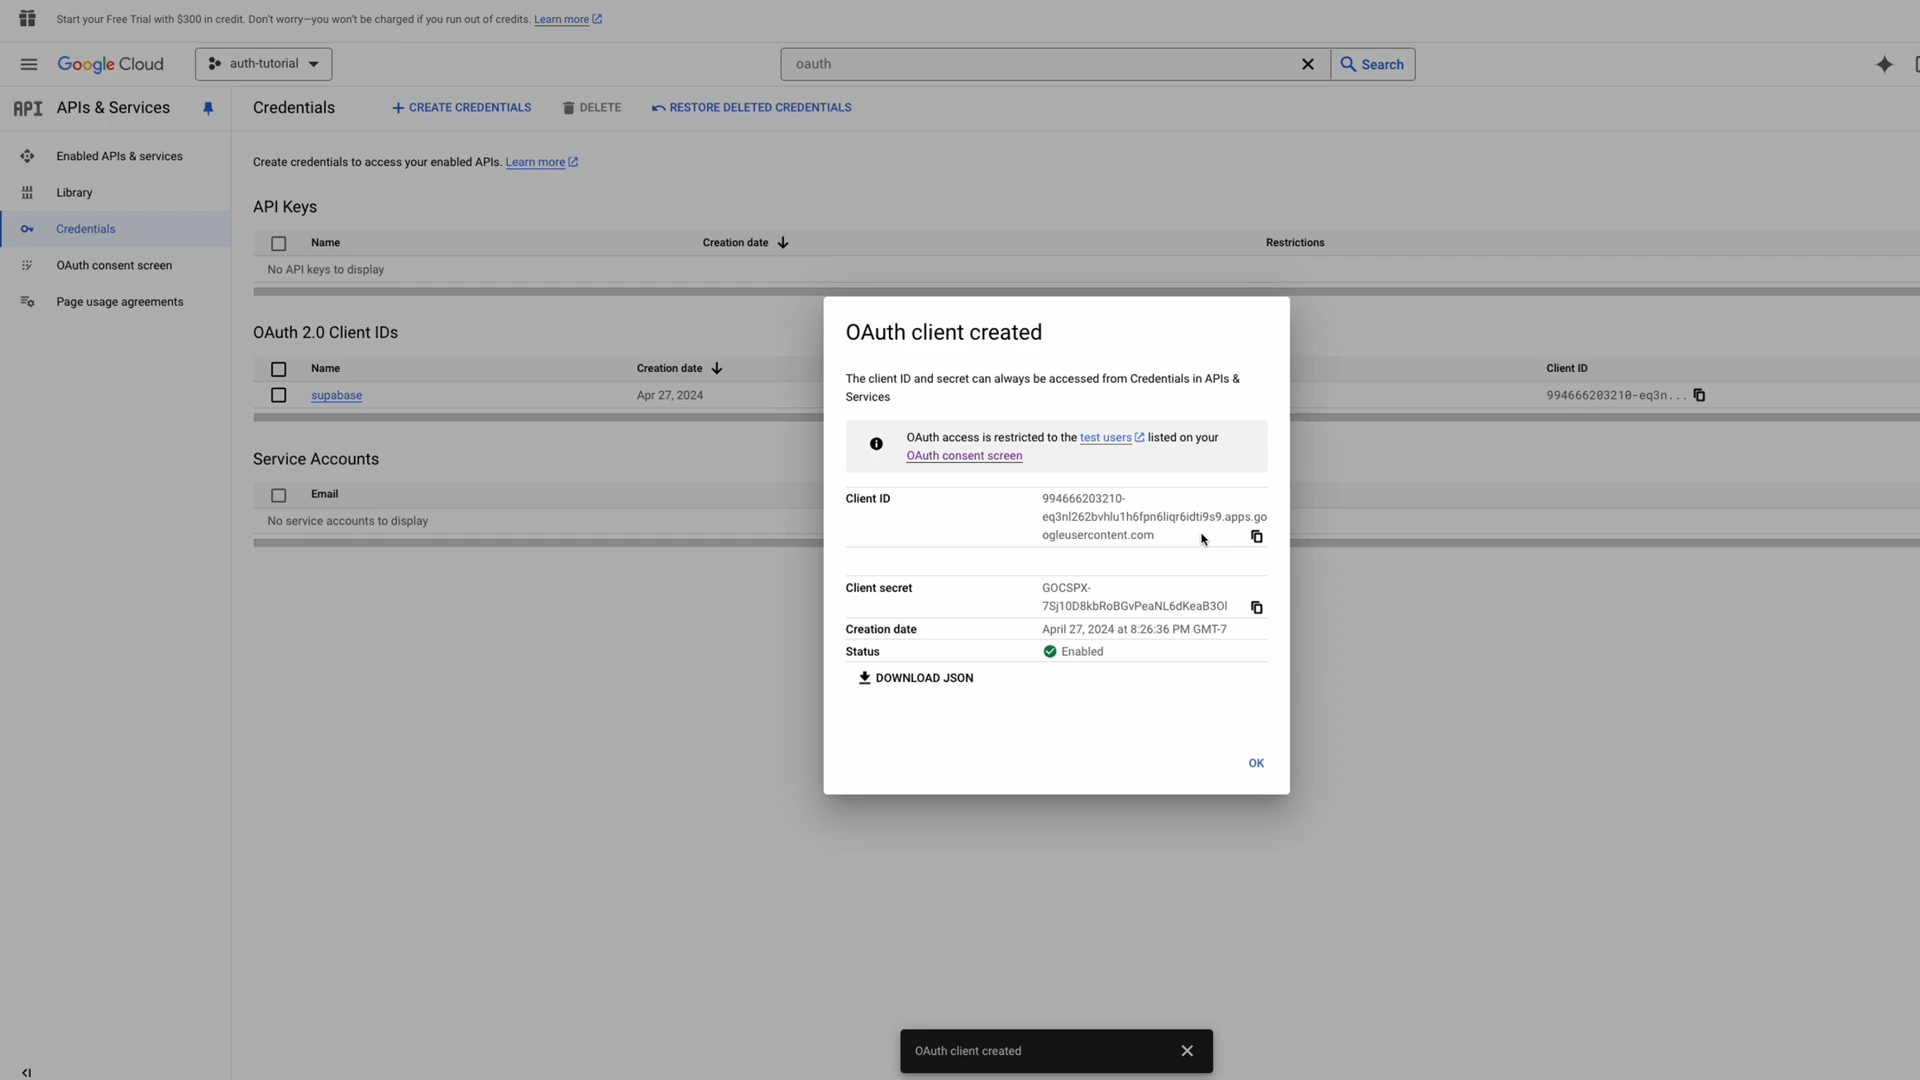 Start your Free Trial with $300 in credit. Don't worry—you won't be charged if you run out of credits. Learn more
Google Cloud
auth-tutorial
oauth
Search
API APIs & Services
Credentials
CREATE CREDENTIALS
DELETE
RESTORE DELETED CREDENTIALS
Enabled APIs & services
Library
Credentials
OAuth consent screen
Page usage agreements
Create credentials to access your enabled APIs. Learn more
API Keys
Name
Creation date
Restrictions
No API keys to display
OAuth 2.0 Client IDs
Name
Creation date
Client ID
supabase
Apr 27, 2024
994666203210-eq3n...
Service Accounts
Email
No service accounts to display
OAuth client created
The client ID and secret can always be accessed from Credentials in APIs &
Services
OAuth access is restricted to the test users listed on your
OAuth consent screen
Client ID
994666203210-
eq3nl262bvhlu1h6fpn6liqr6idti9s9.apps.go
ogleusercontent.com
Client secret
GOCSPX-
7Sj10D8kbRoBGvPeaNL6dKeaB3Ol
Creation date
April 27, 2024 at 8:26:36 PM GMT-7
Status
Enabled
DOWNLOAD JSON
OK
OAuth client created